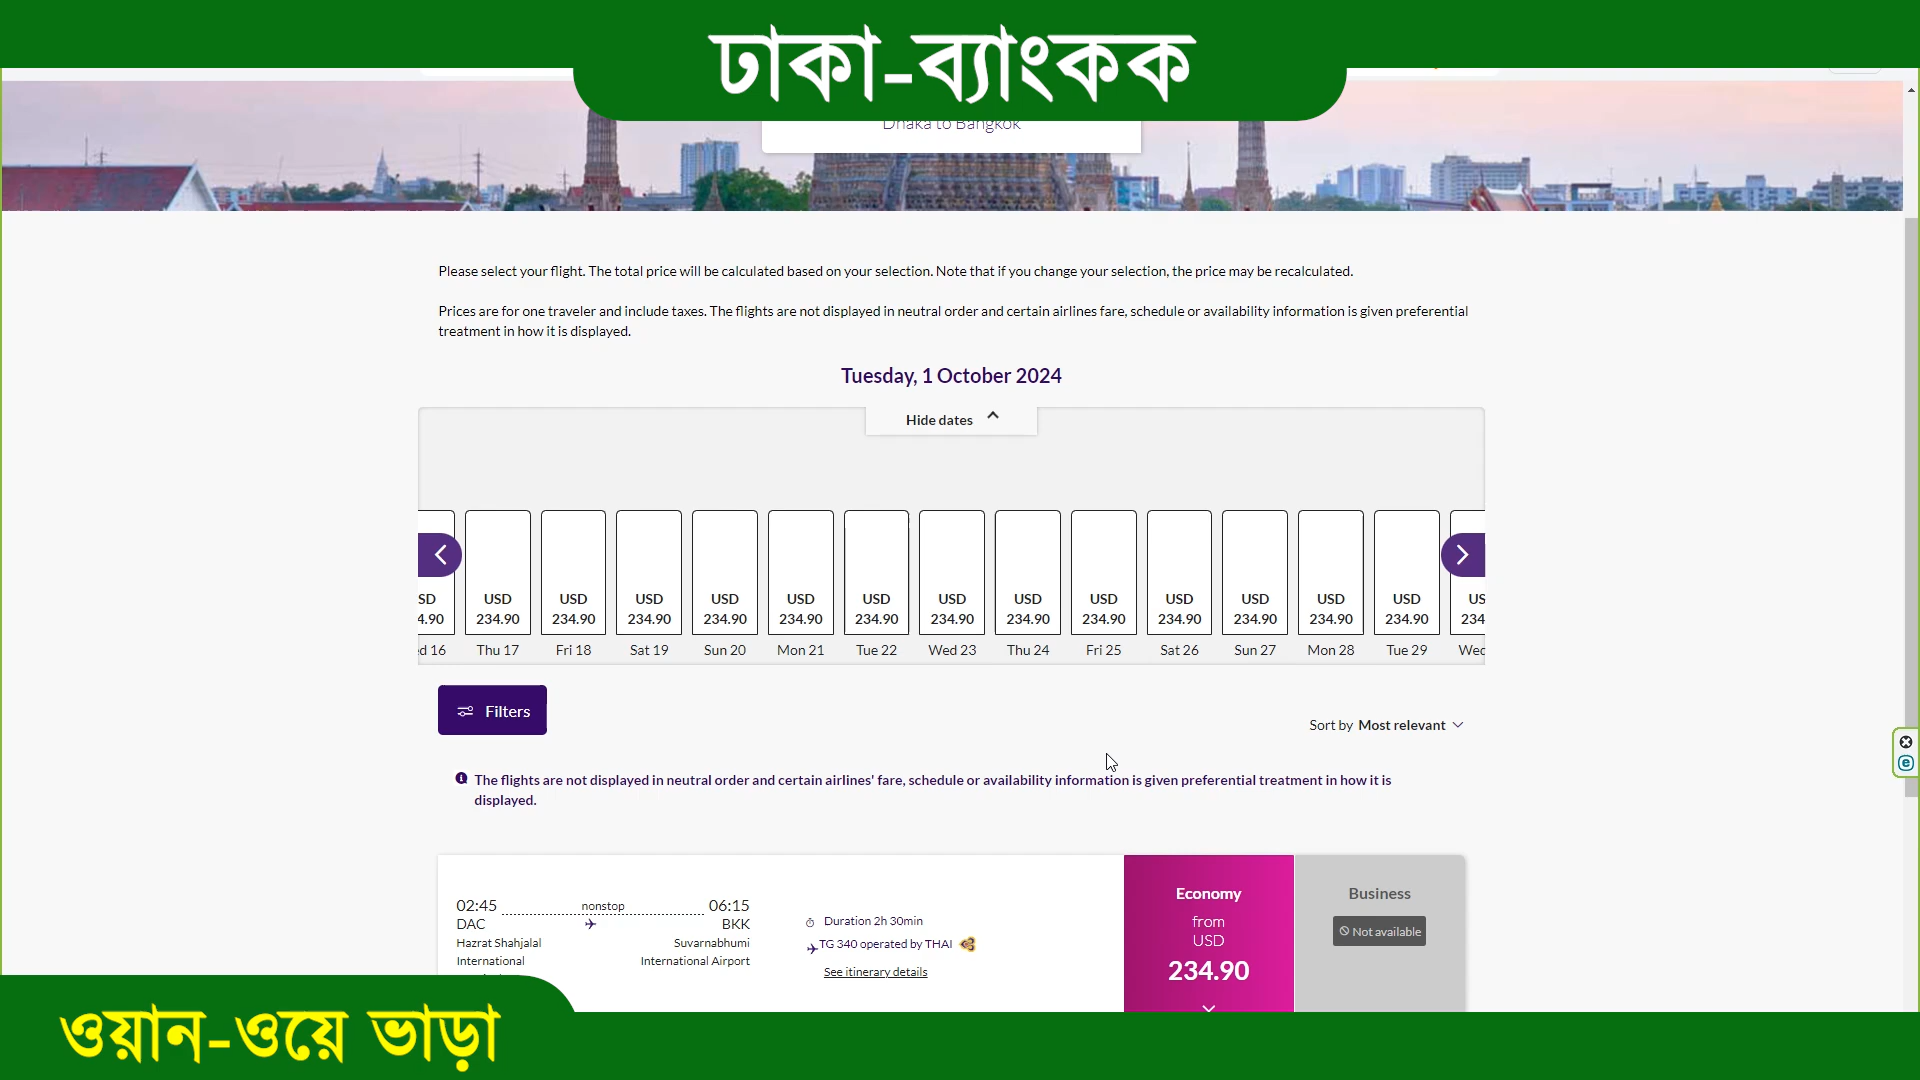 ঢাকা-ব্যাংকক
Dhaka to Bangkok
Please select your flight. The total price will be calculated based on your selection. Note that if you change your selection, the price may be recalculated.
Prices are for one traveler and include taxes. The flights are not displayed in neutral order and certain airlines fare, schedule or availability information is given preferential
treatment in how it is displayed.
Tuesday, 1 October 2024
Hide dates
SD USD USD USD USD USD USD USD USD USD USD USD USD USD US
4.90 234.90 234.90 234.90 234.90 234.90 234.90 234.90 234.90 234.90 234.90 234.90 234.90 234.90 234
d 16 Thu 17 Fri 18 Sat 19 Sun 20 Mon 21 Tue 22 Wed 23 Thu 24 Fri 25 Sat 26 Sun 27 Mon 28 Tue 29 Wed
Filters
Sort by Most relevant
The flights are not displayed in neutral order and certain airlines' fare, schedule or availability information is given preferential treatment in how it is
displayed.
02:45 nonstop 06:15
DAC BKK
Hazrat Shahjalal Suvarnabhumi
International International Airport
Duration 2h 30min
TG 340 operated by THAI
See itinerary details
Economy
from
USD
234.90
Business
Not available
ওয়ান-ওয়ে ভাড়া